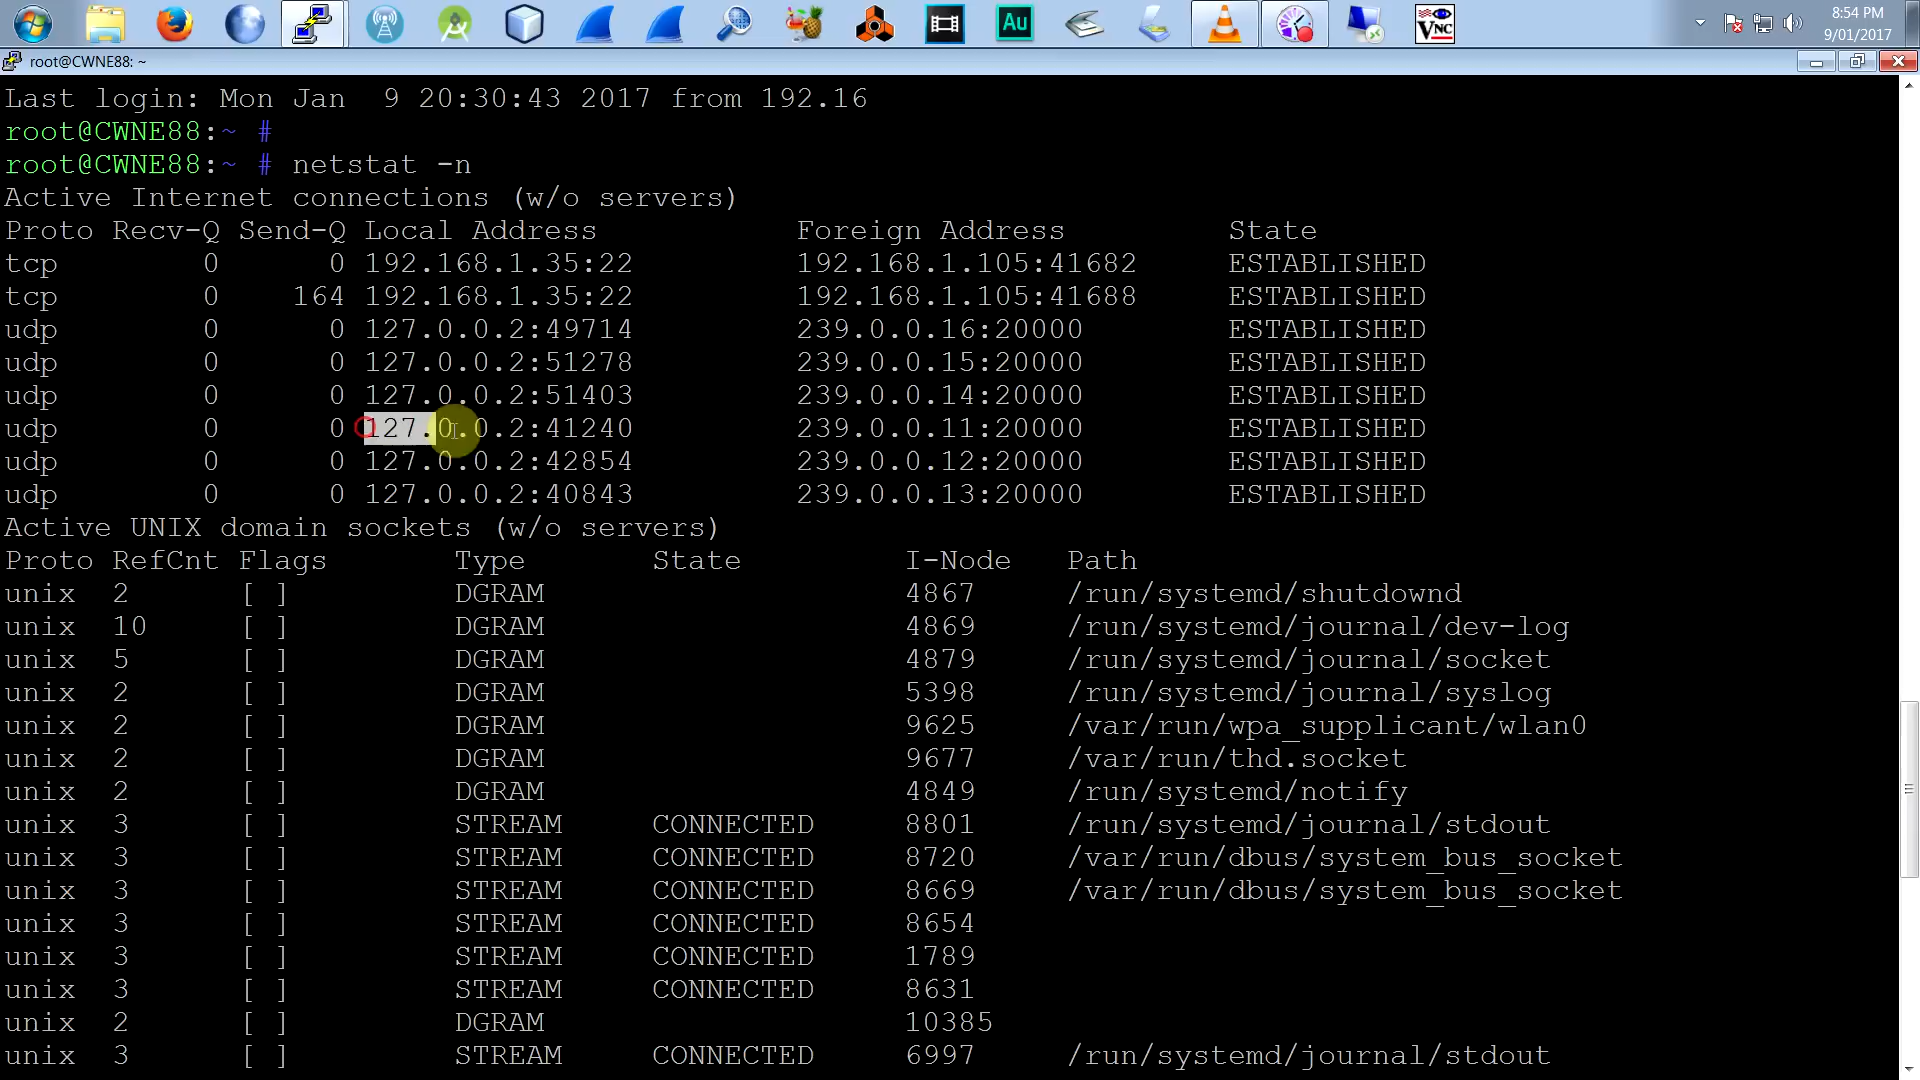 8:54 PM
9/01/2017
Au
VNC
root@CWNE88: ~
Last login: Mon Jan  9 20:30:43 2017 from 192.16
root@CWNE88:~ #
root@CWNE88:~ # netstat -n
Active Internet connections (w/o servers)
Proto Recv-Q Send-Q Local Address           Foreign Address         State
tcp        0      0 192.168.1.35:22         192.168.1.105:41682     ESTABLISHED
tcp        0    164 192.168.1.35:22         192.168.1.105:41688     ESTABLISHED
udp        0      0 127.0.0.2:49714         239.0.0.16:20000        ESTABLISHED
udp        0      0 127.0.0.2:51278         239.0.0.15:20000        ESTABLISHED
udp        0      0 127.0.0.2:51403         239.0.0.14:20000        ESTABLISHED
udp        0      0 127.0.0.2:41240         239.0.0.11:20000        ESTABLISHED
udp        0      0 127.0.0.2:42854         239.0.0.12:20000        ESTABLISHED
udp        0      0 127.0.0.2:40843         239.0.0.13:20000        ESTABLISHED
Active UNIX domain sockets (w/o servers)
Proto RefCnt Flags       Type       State         I-Node   Path
unix  2      [ ]         DGRAM                    4867     /run/systemd/shutdownd
unix  10     [ ]         DGRAM                    4869     /run/systemd/journal/dev-log
unix  5      [ ]         DGRAM                    4879     /run/systemd/journal/socket
unix  2      [ ]         DGRAM                    5398     /run/systemd/journal/syslog
unix  2      [ ]         DGRAM                    9625     /var/run/wpa_supplicant/wlan0
unix  2      [ ]         DGRAM                    9677     /var/run/thd.socket
unix  2      [ ]         DGRAM                    4849     /run/systemd/notify
unix  3      [ ]         STREAM     CONNECTED     8801     /run/systemd/journal/stdout
unix  3      [ ]         STREAM     CONNECTED     8720     /var/run/dbus/system_bus_socket
unix  3      [ ]         STREAM     CONNECTED     8669     /var/run/dbus/system_bus_socket
unix  3      [ ]         STREAM     CONNECTED     8654
unix  3      [ ]         STREAM     CONNECTED     1789
unix  3      [ ]         STREAM     CONNECTED     8631
unix  2      [ ]         DGRAM                    10385
unix  3      [ ]         STREAM     CONNECTED     6997     /run/systemd/journal/stdout